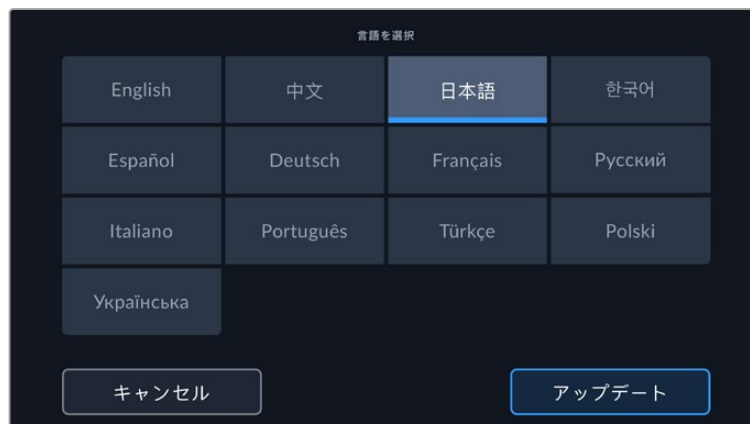 言語を選択
English 中文 日本語 한국어
Español Deutsch Français Русский
Italiano Português Türkçe Polski
Українська
キャンセル アップデート